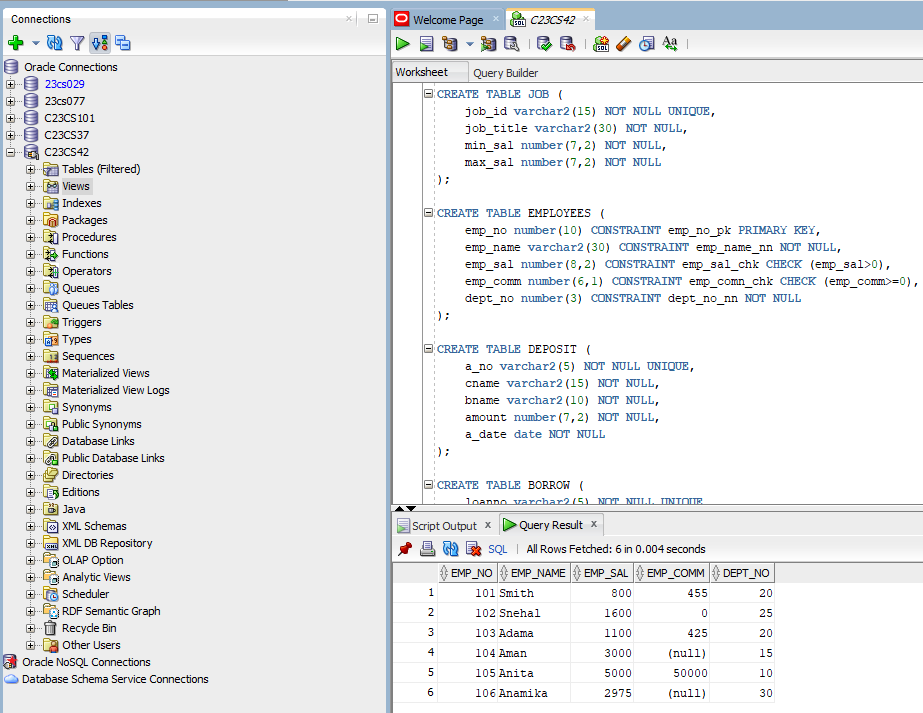 Connections
Oracle Connections
23cs029
23cs077
C23CS101
C23CS37
C23CS42
Tables (Filtered)
Views
Indexes
Packages
Procedures
Functions
Operators
Queues
Queues Tables
Triggers
Types
Sequences
Materialized Views
Materialized View Logs
Synonyms
Public Synonyms
Database Links
Public Database Links
Directories
Editions
Java
XML Schemas
XML DB Repository
OLAP Option
Analytic Views
Scheduler
RDF Semantic Graph
Recycle Bin
Other Users
Oracle NoSQL Connections
Database Schema Service Connections
Welcome Page C23CS42
Worksheet Query Builder
CREATE TABLE JOB (
job_id varchar2(15) NOT NULL UNIQUE,
job_title varchar2(30) NOT NULL,
min_sal number(7,2) NOT NULL,
max_sal number(7,2) NOT NULL
);
CREATE TABLE EMPLOYEES (
emp_no number(10) CONSTRAINT emp_no_pk PRIMARY KEY,
emp_name varchar2(30) CONSTRAINT emp_name_nn NOT NULL,
emp_sal number(8,2) CONSTRAINT emp_sal_chk CHECK (emp_sal>0),
emp_comm number(6,1) CONSTRAINT emp_comn_chk CHECK (emp_comm>=0),
dept_no number(3) CONSTRAINT dept_no_nn NOT NULL
);
CREATE TABLE DEPOSIT (
a_no varchar2(5) NOT NULL UNIQUE,
cname varchar2(15) NOT NULL,
bname varchar2(10) NOT NULL,
amount number(7,2) NOT NULL,
a_date date NOT NULL
);
CREATE TABLE BORROW (
loanno varchar2(5) NOT NULL UNIQUE
Script Output Query Result
SQL All Rows Fetched: 6 in 0.004 seconds
EMP_NO EMP_NAME EMP_SAL EMP_COMM DEPT_NO
1 101 Smith 800 455 20
2 102 Snehal 1600 0 25
3 103 Adama 1100 425 20
4 104 Aman 3000 (null) 15
5 105 Anita 5000 50000 10
6 106 Anamika 2975 (null) 30